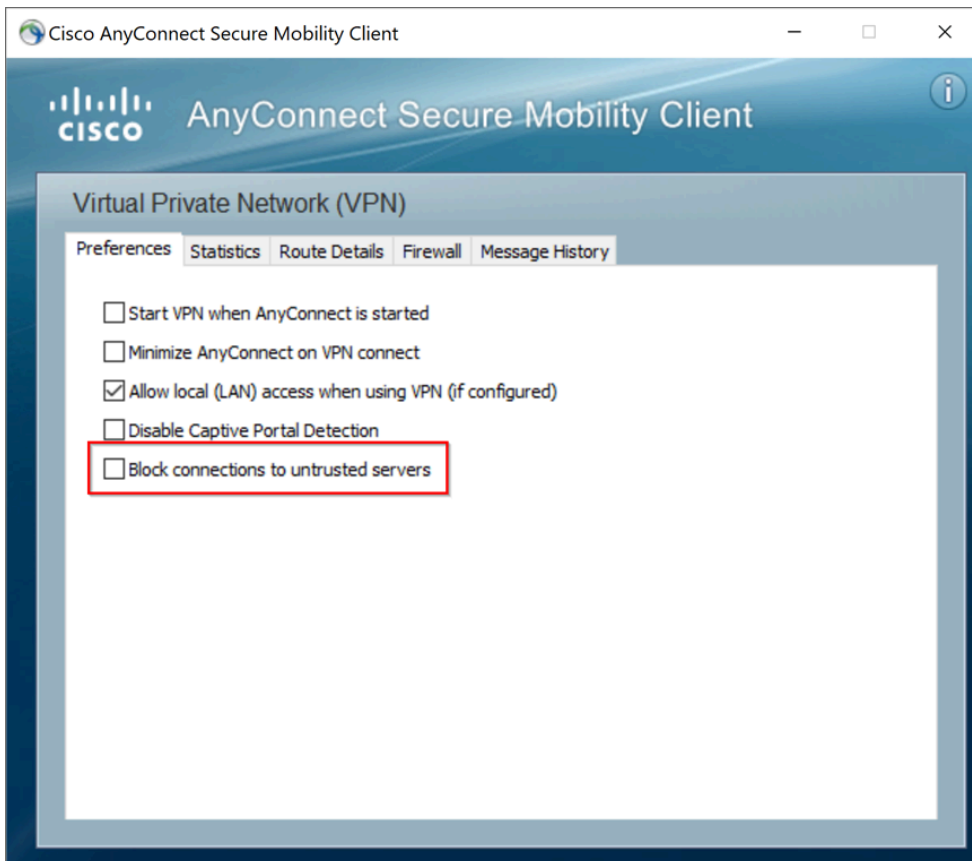 Cisco AnyConnect Secure Mobility Client
CISCO
AnyConnect Secure Mobility Client
Virtual Private Network (VPN)
Preferences Statistics Route Details Firewall Message History
Start VPN when AnyConnect is started
Minimize AnyConnect on VPN connect
Allow local (LAN) access when using VPN (if configured)
Disable Captive Portal Detection
Block connections to untrusted servers